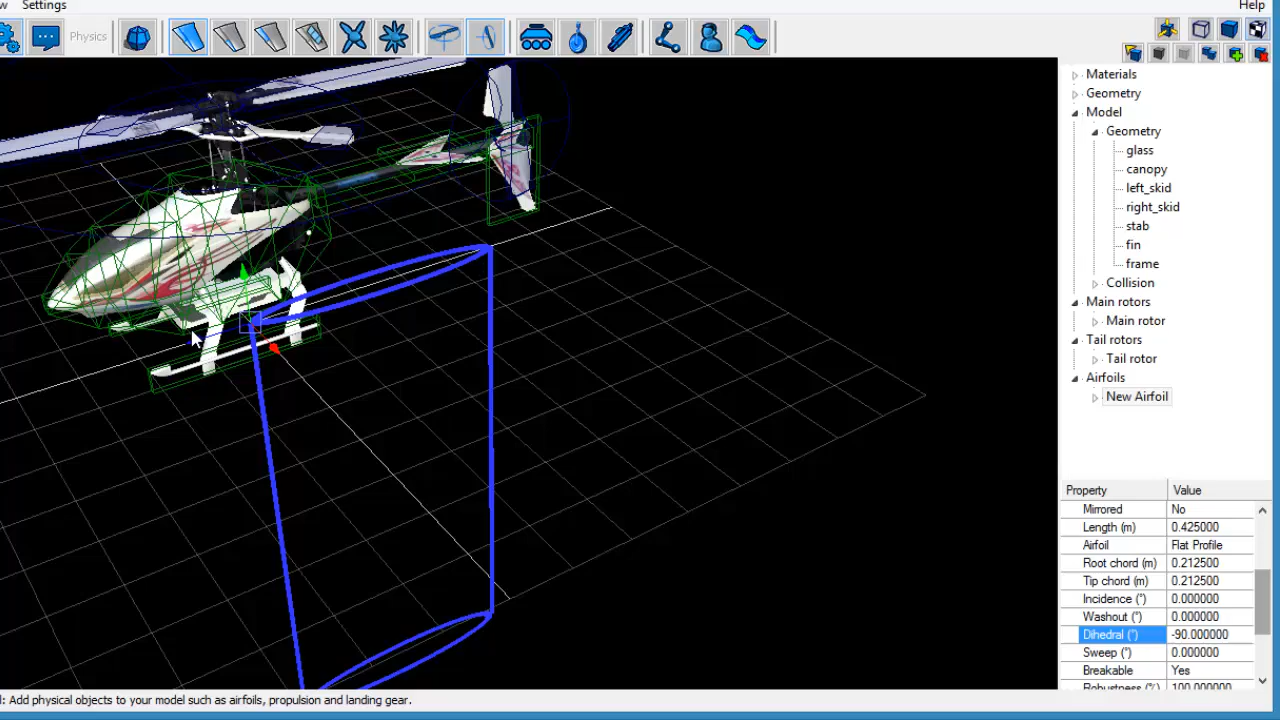 w Settings Help
Physics
Materials
Geometry
Model
Geometry
glass
canopy
left_skid
right_skid
stab
fin
frame
Collision
Main rotors
Main rotor
Tail rotors
Tail rotor
Airfoils
New Airfoil
Property Value
Mirrored No
Length (m) 0.425000
Airfoil Flat Profile
Root chord (m) 0.212500
Tip chord (m) 0.212500
Incidence (°) 0.000000
Washout (°) 0.000000
Dihedral (°) -90.000000
Sweep (°) 0.000000
Breakable Yes
Robustness (%) 100.000000
l: Add physical objects to your model such as airfoils, propulsion and landing gear.